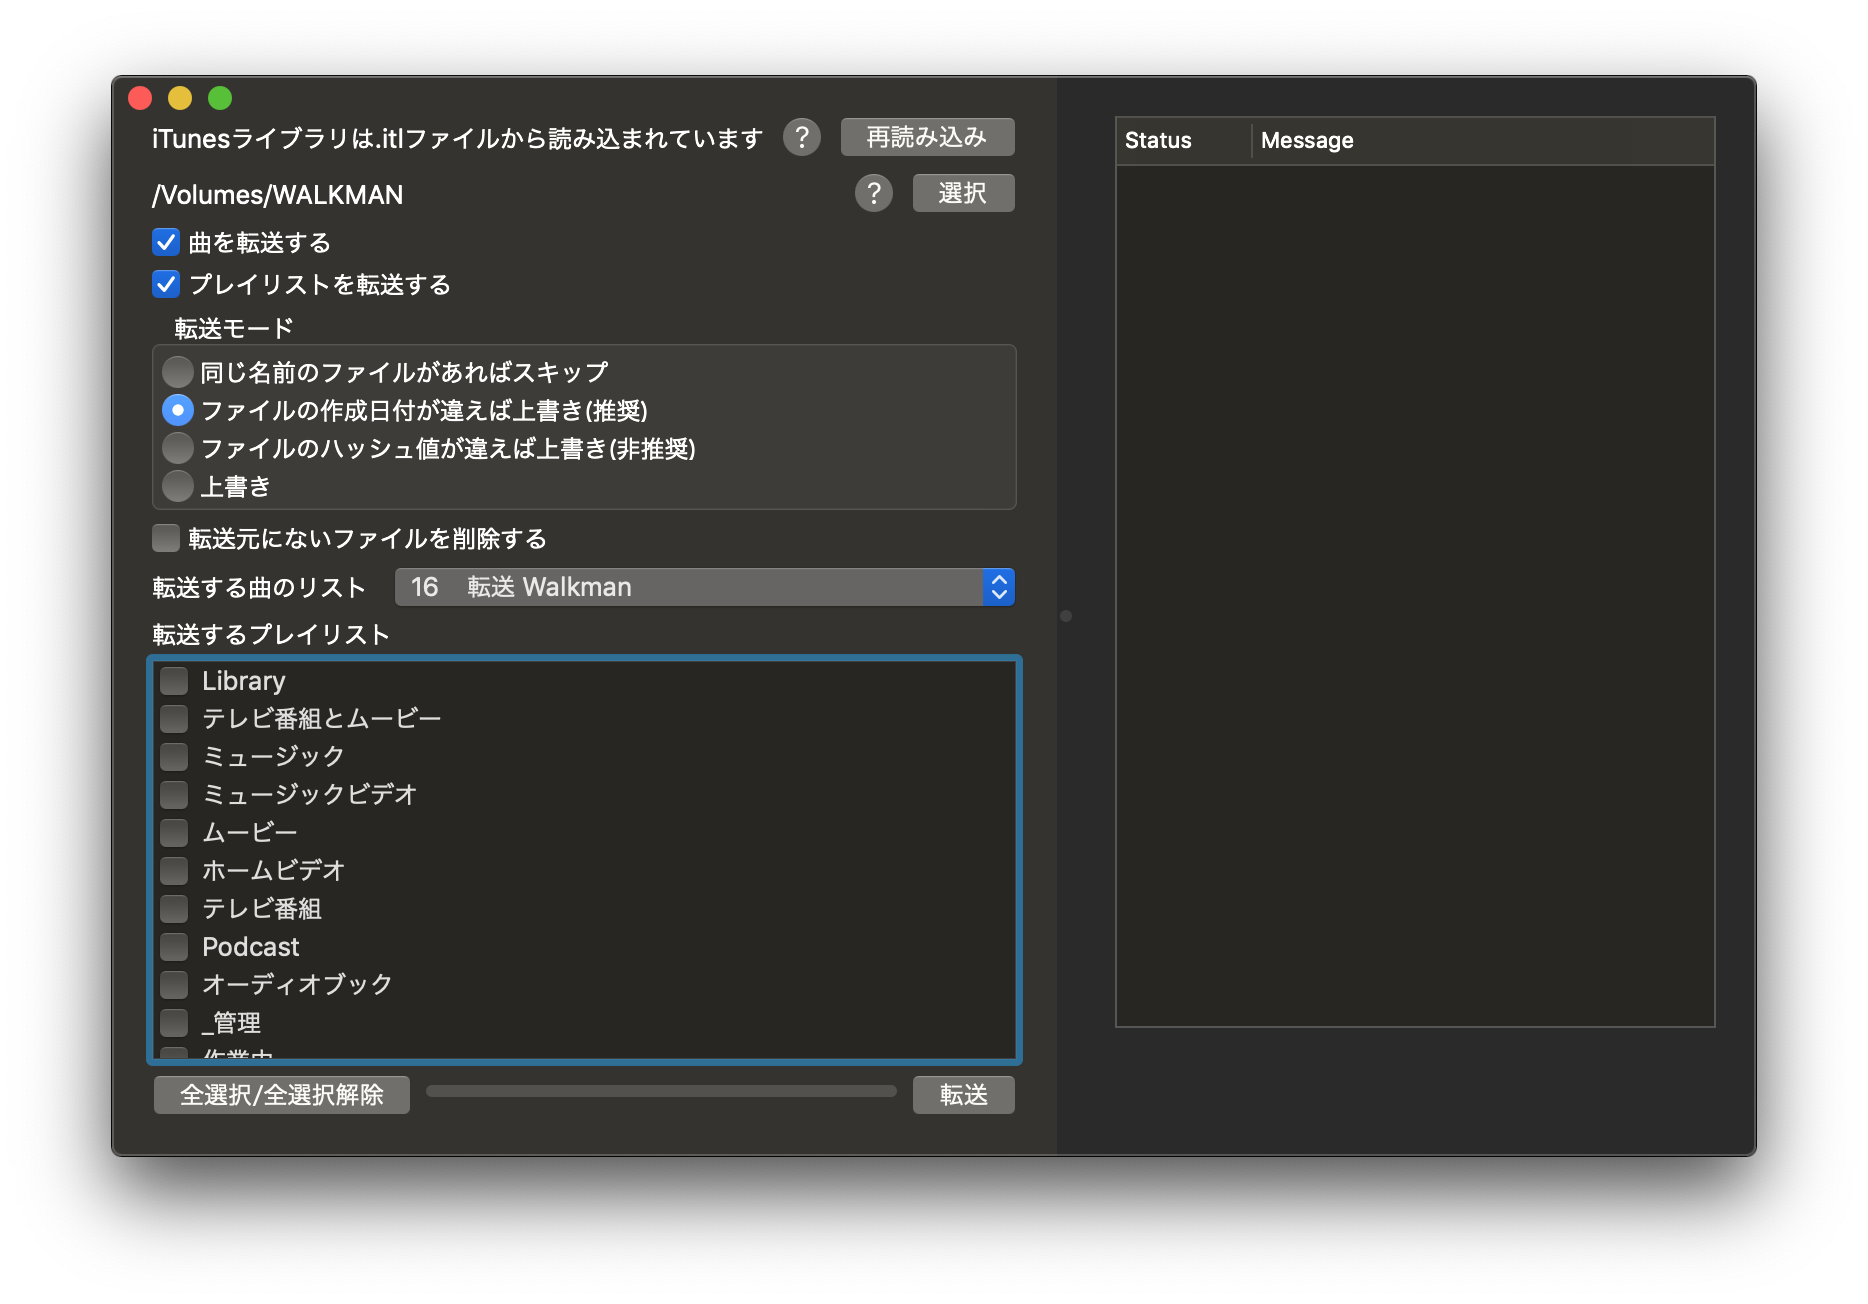 iTunesライブラリは.itlファイルから読み込まれています ? 再読み込み
/Volumes/WALKMAN ? 選択
曲を転送する
プレイリストを転送する
転送モード
同じ名前のファイルがあればスキップ
ファイルの作成日付が違えば上書き(推奨)
ファイルのハッシュ値が違えば上書き(非推奨)
上書き
転送元にないファイルを削除する
転送する曲のリスト 16 転送 Walkman
転送するプレイリスト
Library
テレビ番組とムービー
ミュージック
ミュージックビデオ
ムービー
ホームビデオ
テレビ番組
Podcast
オーディオブック
_管理
作業中
全選択/全選択解除 転送
Status Message